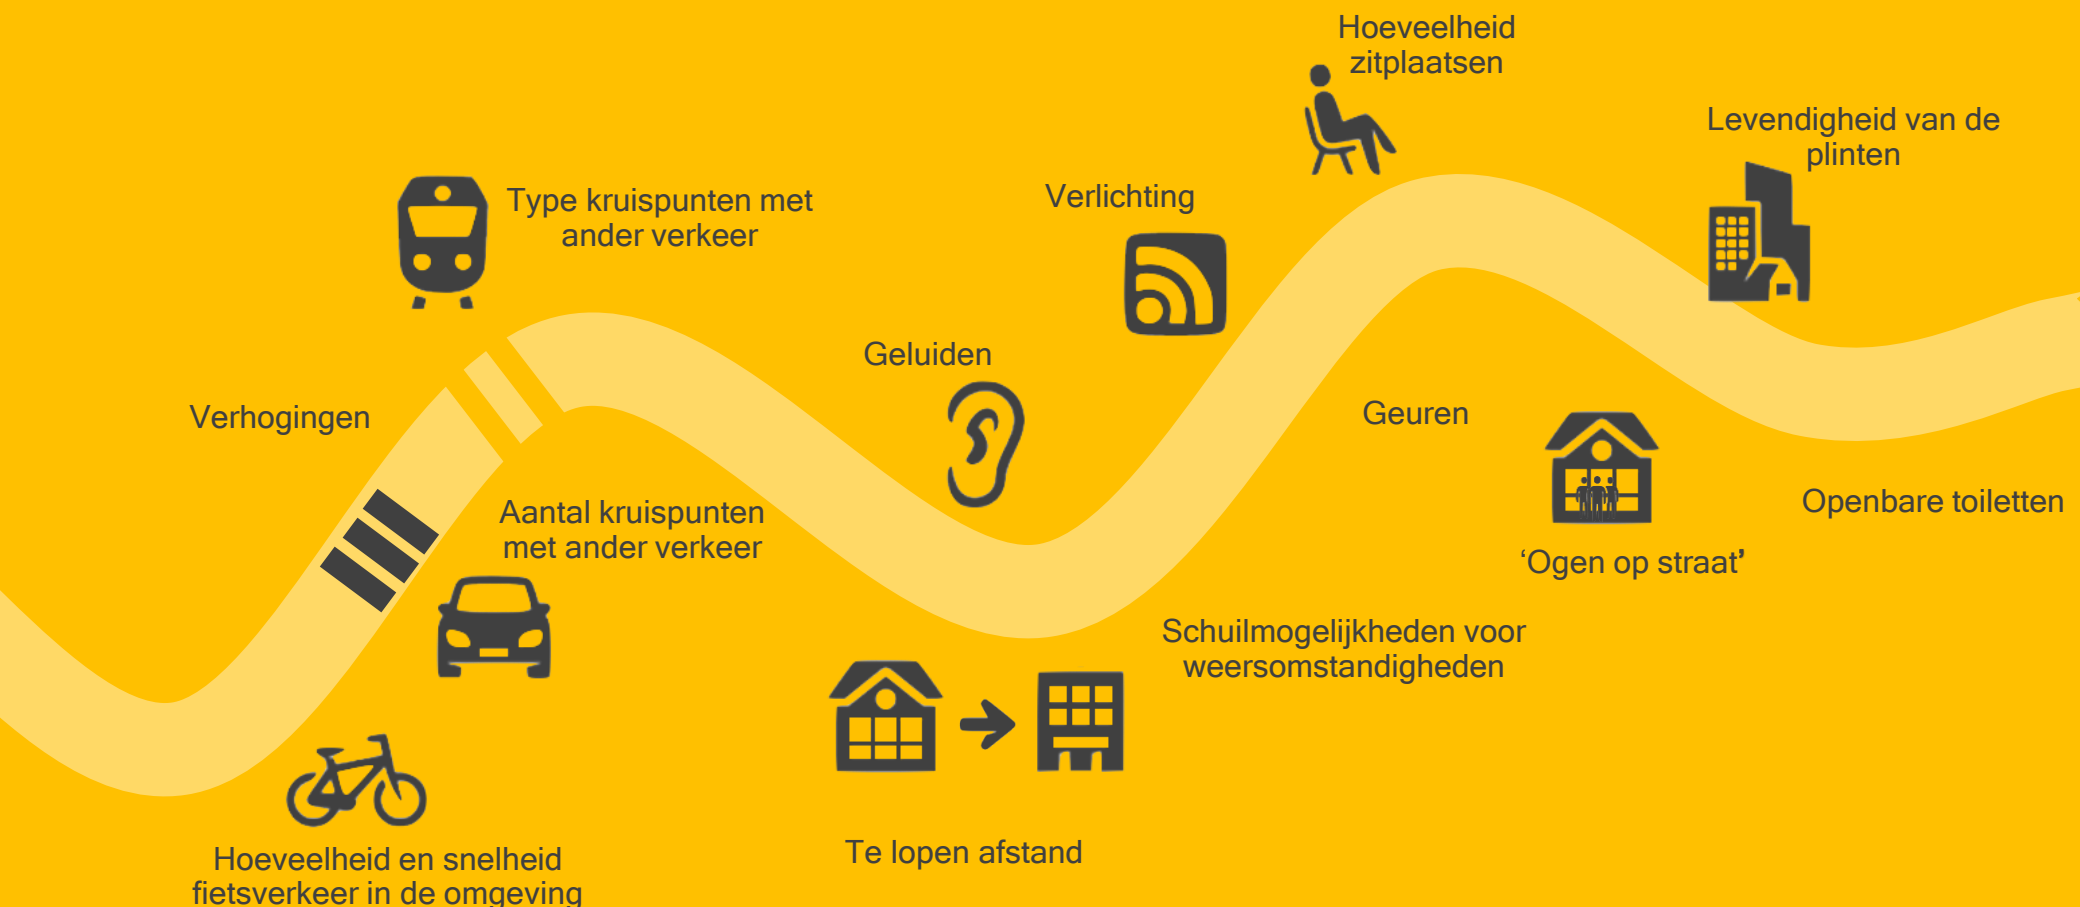 Hoeveelheid
zitplaatsen
Levendigheid van de
plinten
Type kruispunten met
ander verkeer
Verlichting
Geluiden
Verhogingen
Geuren
Aantal kruispunten
met ander verkeer
Openbare toiletten
‘Ogen op straat’
Schuilmogelijkheden voor
weersomstandigheden
Te lopen afstand
Hoeveelheid en snelheid
fietsverkeer in de omgeving